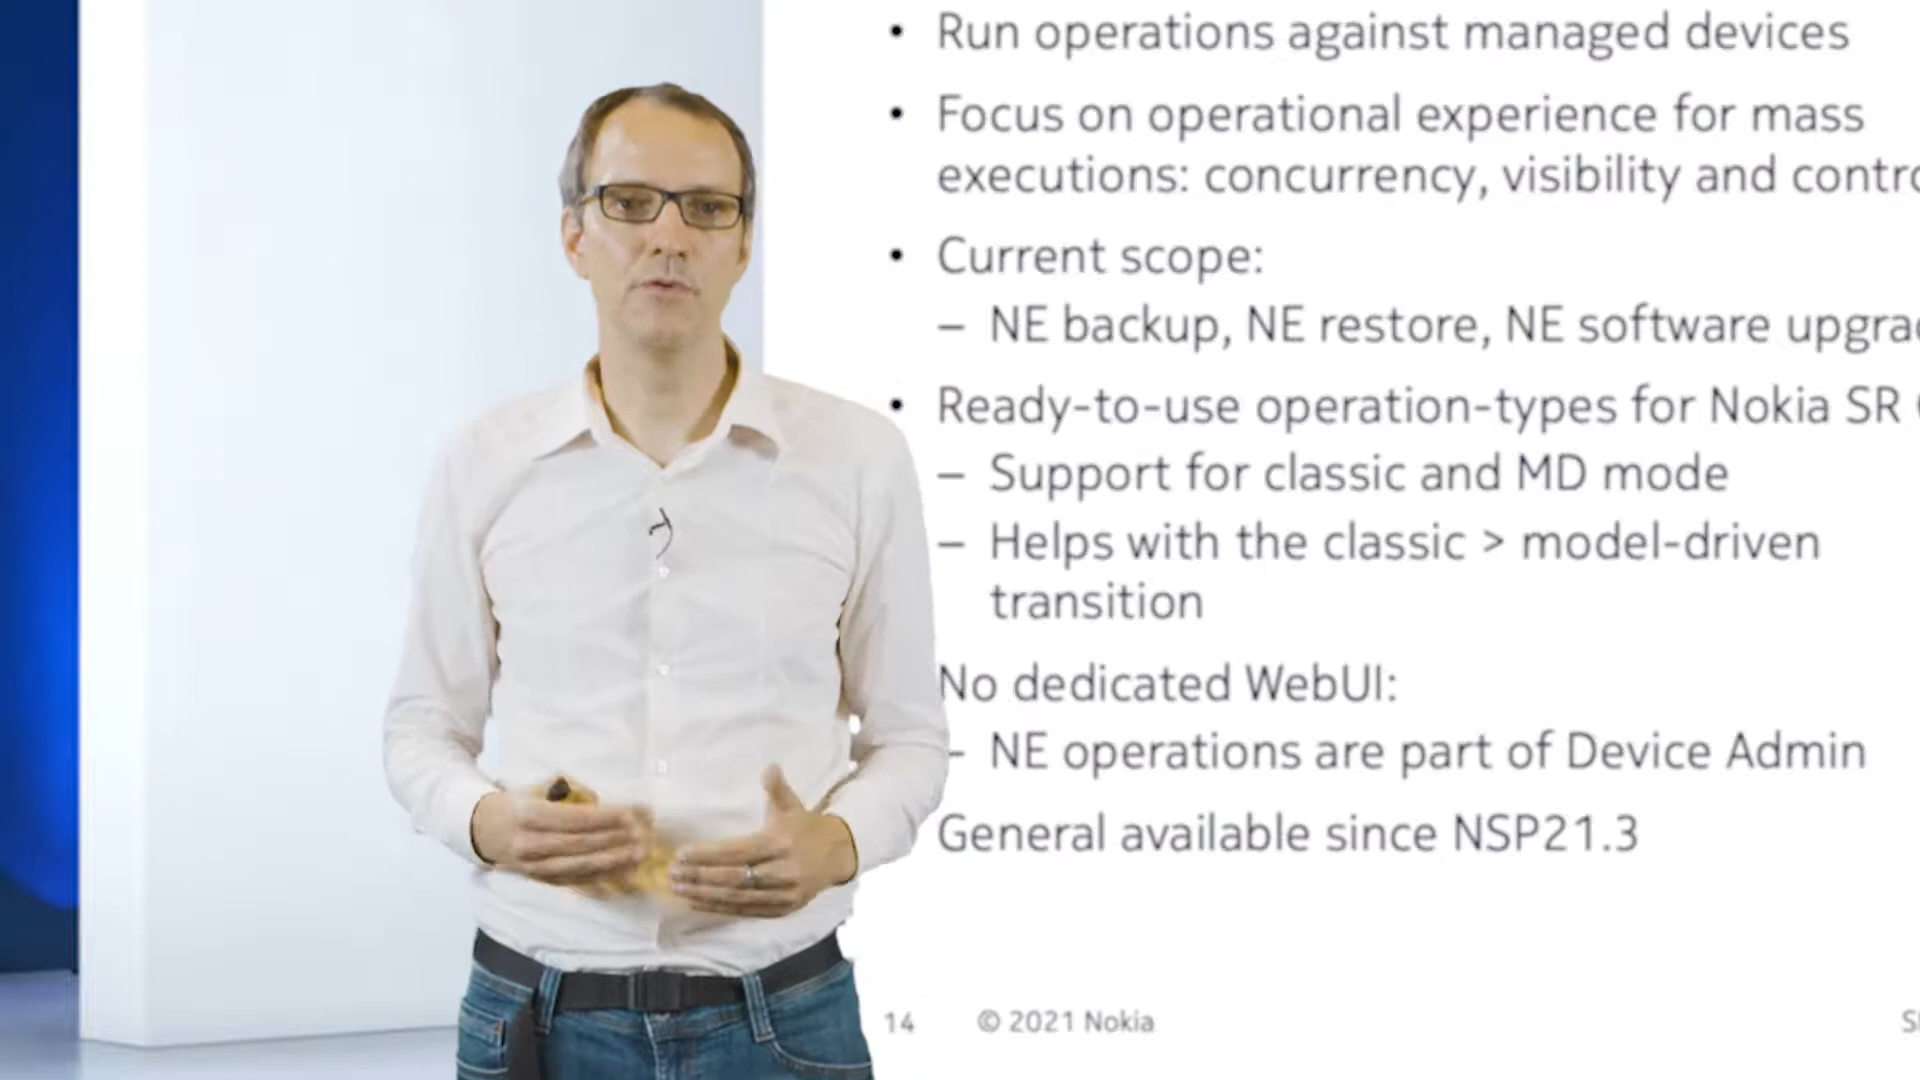 • Run operations against managed devices
• Focus on operational experience for mass
executions: concurrency, visibility and contro
• Current scope:
– NE backup, NE restore, NE software upgrad
• Ready-to-use operation-types for Nokia SR
– Support for classic and MD mode
– Helps with the classic > model-driven
transition
No dedicated WebUI:
– NE operations are part of Device Admin
General available since NSP21.3
14 © 2021 Nokia